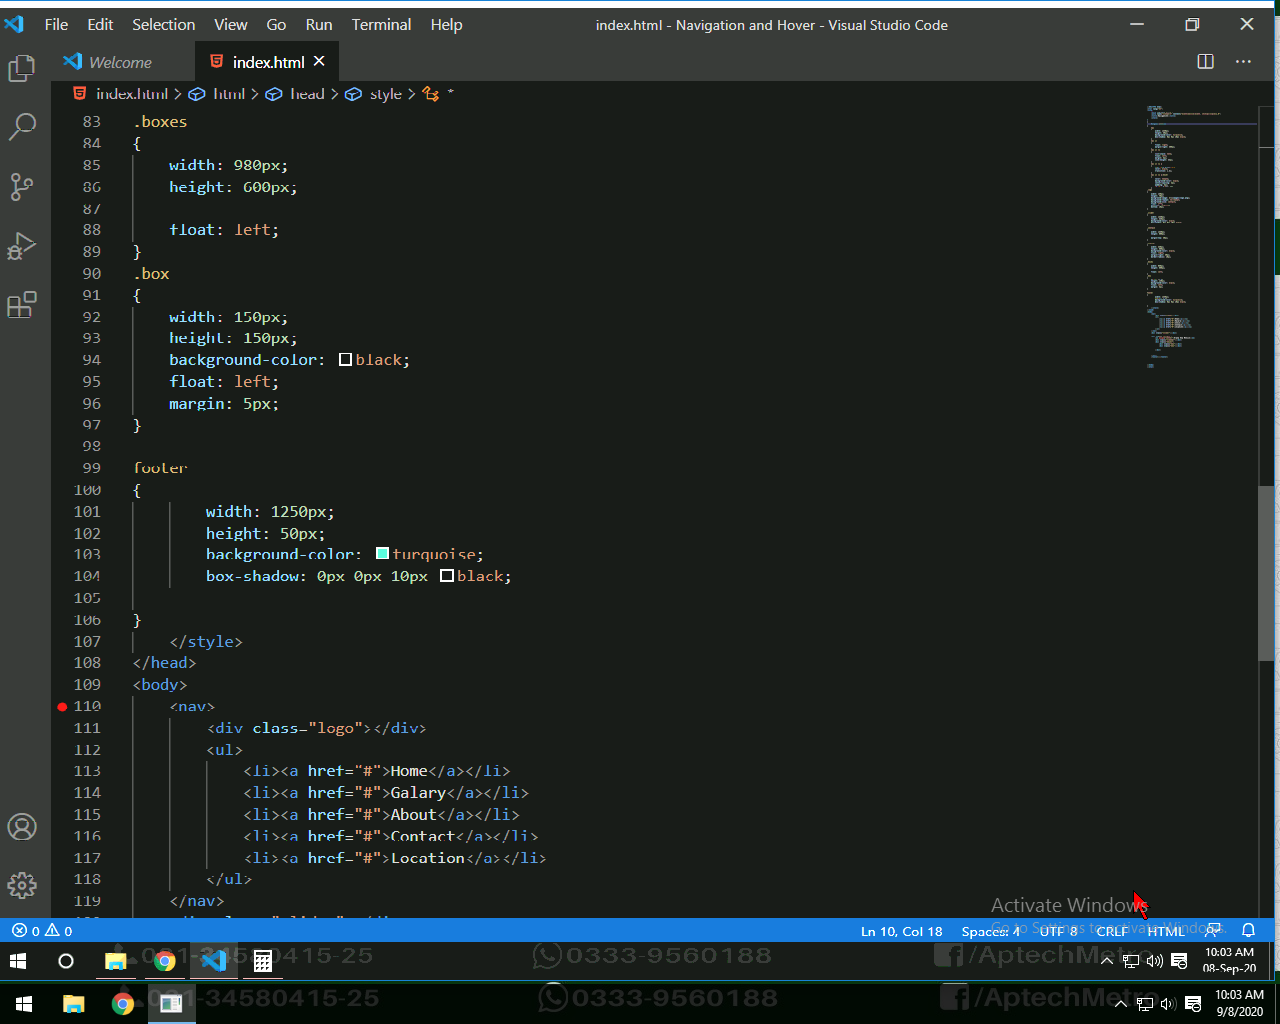 File Edit Selection View Go Run Terminal Help index.html - Navigation and Hover - Visual Studio Code
Welcome index.html
index.html > html > head > style > *
83 .boxes
84 {
85 width: 980px;
86 height: 600px;
87
88 float: left;
89 }
90 .box
91 {
92 width: 150px;
93 height: 150px;
94 background-color: black;
95 float: left;
96 margin: 5px;
97 }
98
99 footer
100 {
101 width: 1250px;
102 height: 50px;
103 background-color: turquoise;
104 box-shadow: 0px 0px 10px black;
105
106 }
107 </style>
108 </head>
109 <body>
110 <nav>
111 <div class="logo"></div>
112 <ul>
113 <li><a href="#">Home</a></li>
114 <li><a href="#">Galary</a></li>
115 <li><a href="#">About</a></li>
116 <li><a href="#">Contact</a></li>
117 <li><a href="#">Location</a></li>
118 </ul>
119 </nav>
Activate Windows
Go to Settings to activate Windows.
0 0 Ln 10, Col 18 Spaces: 4 UTF-8 CRLF HTML
021-34580415-25 0333-9560188 /AptechMetro 10:03 AM
08-Sep-20
021-34580415-25 0333-9560188 /AptechMetro 10:03 AM
9/8/2020